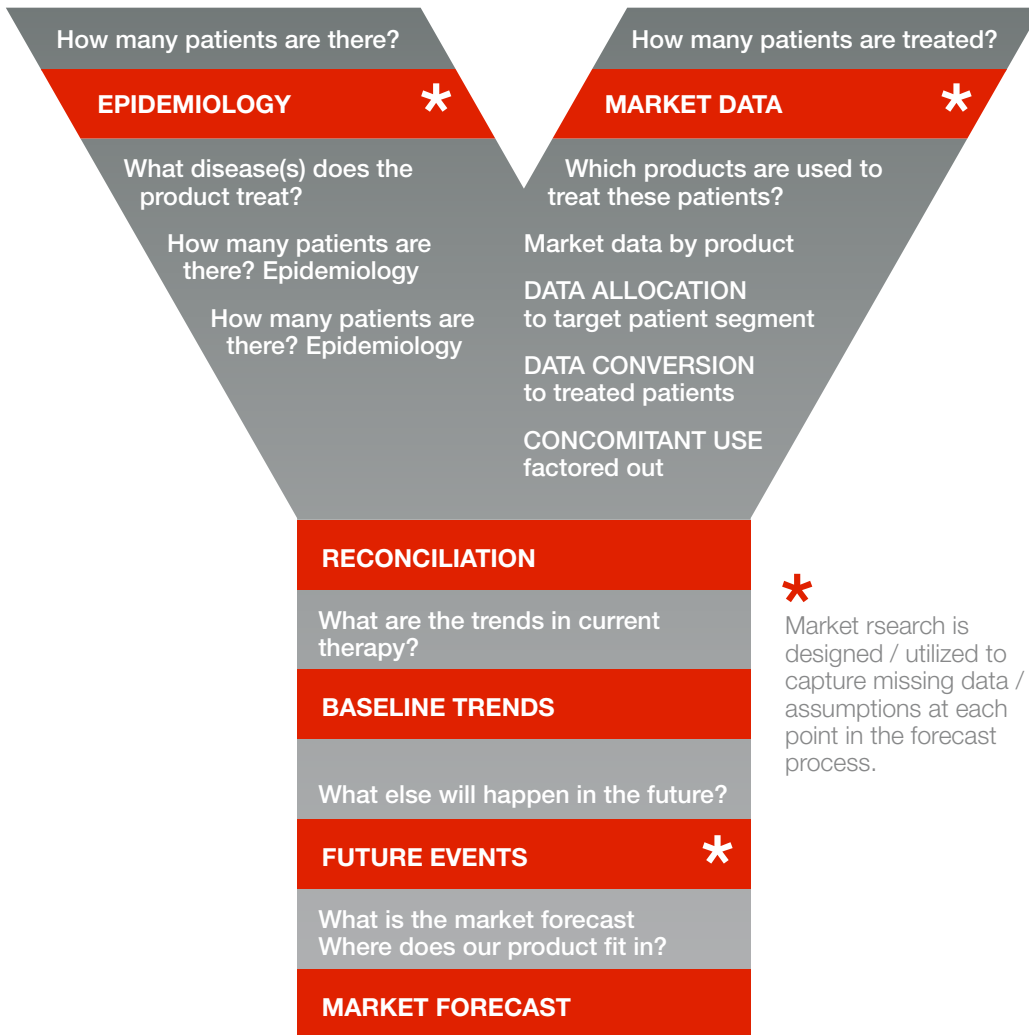 How many patients are there?
EPIDEMIOLOGY *
What disease(s) does the
product treat?
How many patients are
there? Epidemiology
How many patients are
there? Epidemiology
How many patients are treated?
MARKET DATA *
Which products are used to
treat these patients?
Market data by product
DATA ALLOCATION
to target patient segment
DATA CONVERSION
to treated patients
CONCOMITANT USE
factored out
RECONCILIATION
What are the trends in current
therapy?
BASELINE TRENDS
What else will happen in the future?
FUTURE EVENTS *
What is the market forecast
Where does our product fit in?
MARKET FORECAST
*
Market rsearch is
designed / utilized to
capture missing data /
assumptions at each
point in the forecast
process.